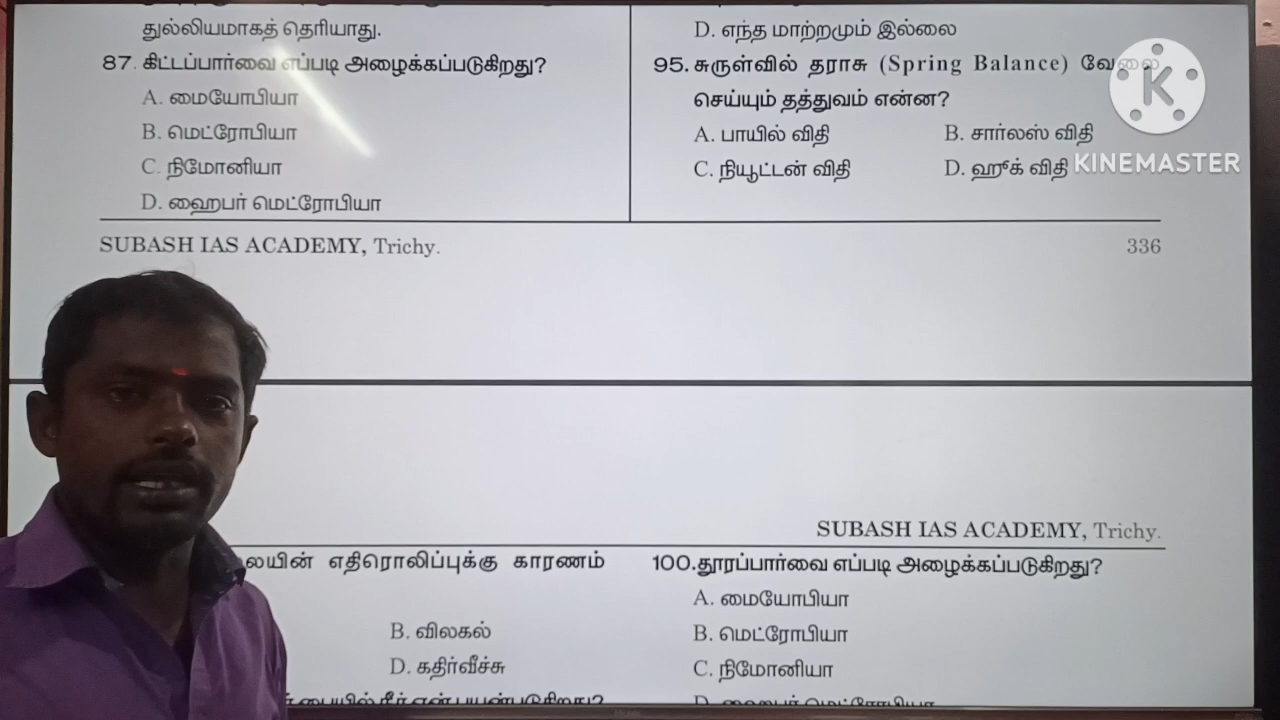 துல்லியமாகத் தெரியாது.
87. கிட்டப்பார்வை எப்படி அழைக்கப்படுகிறது?
A. மையோபியா
B. மெட்ரோபியா
C. நிமோனியா
D. ஹைபர் மெட்ரோபியா
D. எந்த மாற்றமும் இல்லை
95. சுருள்வில் தராசு (Spring Balance) வேலை
செய்யும் தத்துவம் என்ன?
A. பாயில் விதி B. சார்லஸ் விதி
C. நியூட்டன் விதி D. ஹூக் விதி
K
KINEMASTER
SUBASH IAS ACADEMY, Trichy. 336
SUBASH IAS ACADEMY, Trichy.
எதிரொலிப்புக்கு காரணம்
B. விலகல்
D. கதிர்வீச்சு
100. தூரப்பார்வை எப்படி அழைக்கப்படுகிறது?
A. மையோபியா
B. மெட்ரோபியா
C. நிமோனியா
D. ஹைபர் மெட்ரோபியா